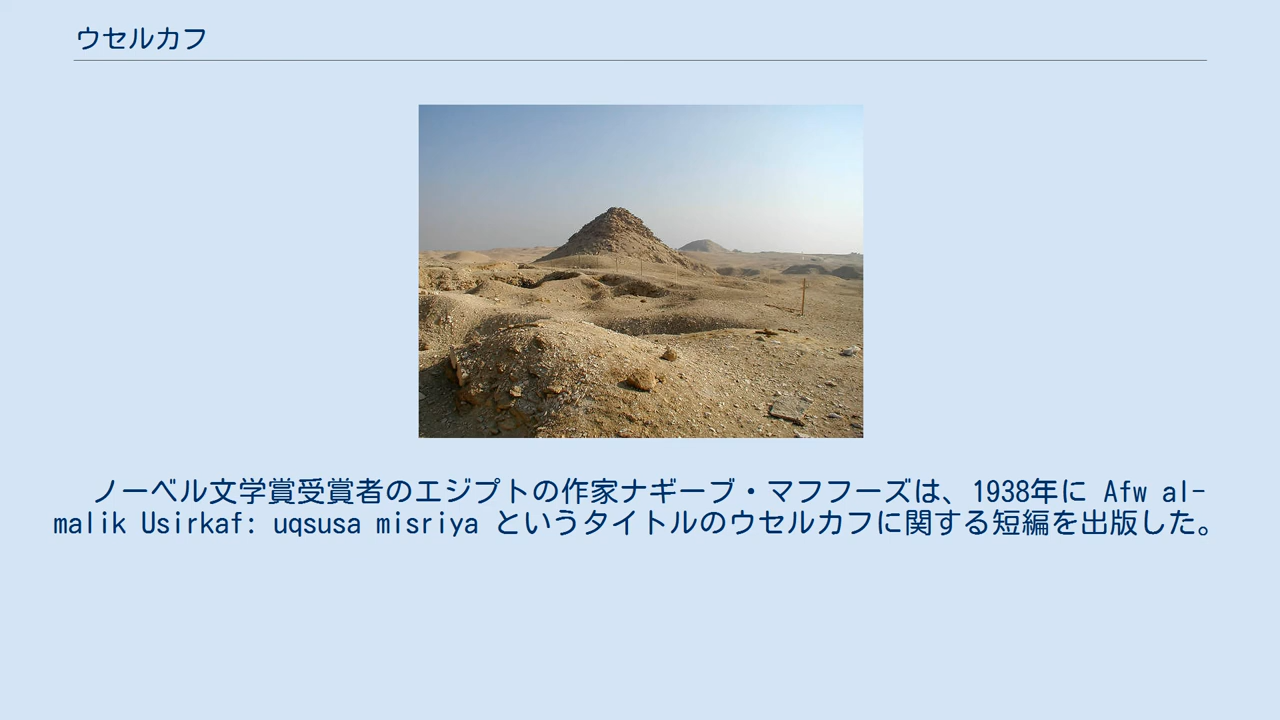 ウセルカフ
ノーベル文学賞受賞者のエジプトの作家ナギーブ・マフフーズは、1938年に Afw al-
malik Usirkaf: uqsusa misriya というタイトルのウセルカフに関する短編を出版した。